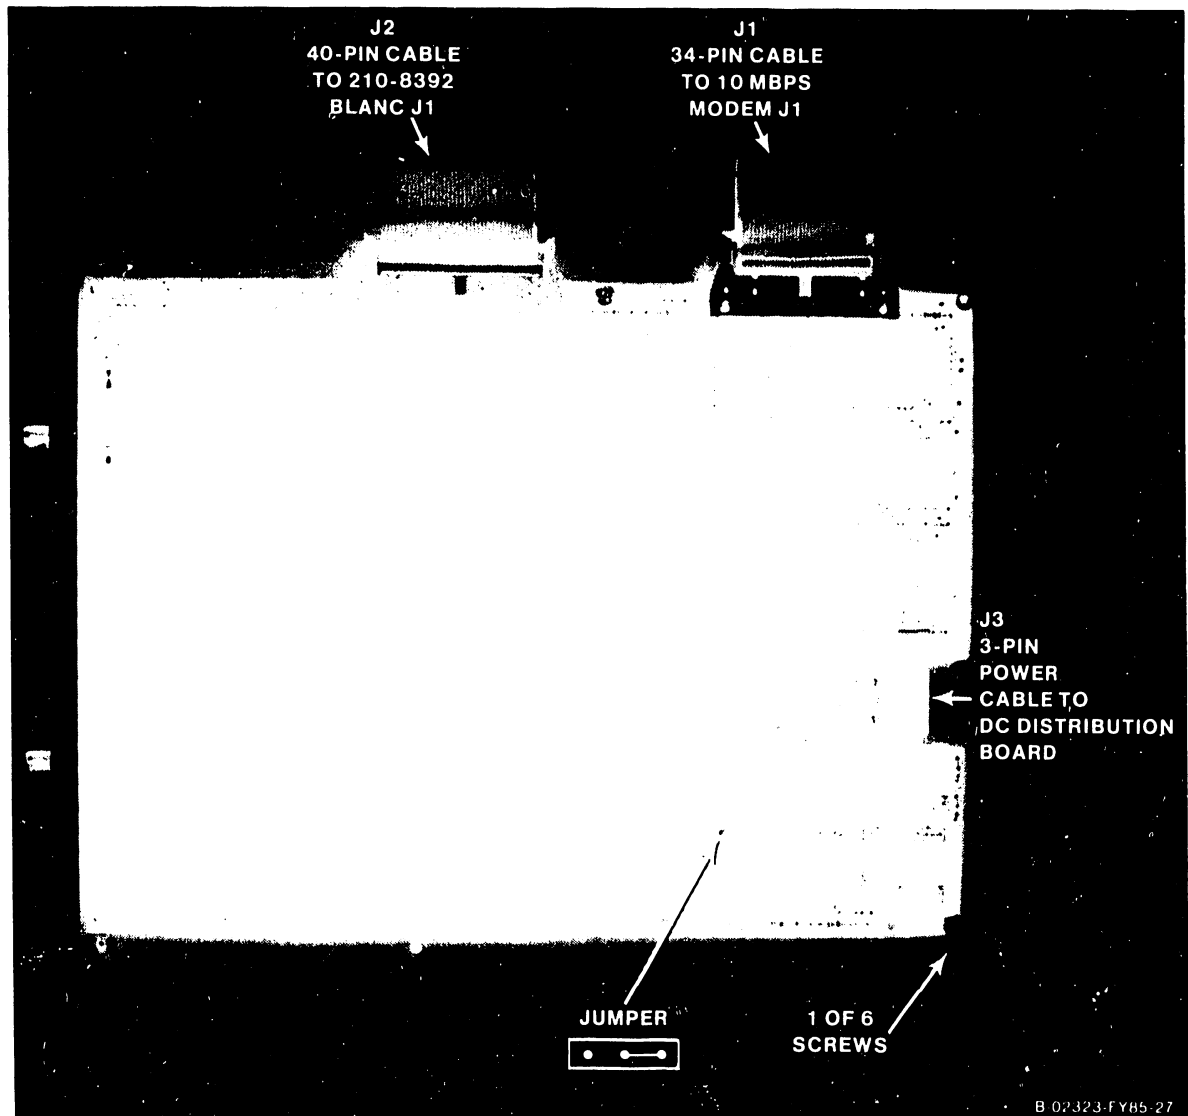 J2
40-PIN CABLE
TO 210-8392
BLANC J1
J1
34-PIN CABLE
TO 10 MBPS
MODEM J1
J3
3-PIN
POWER
CABLE TO
DC DISTRIBUTION
BOARD
JUMPER
1 OF 6
SCREWS
B 02323-FY85-27